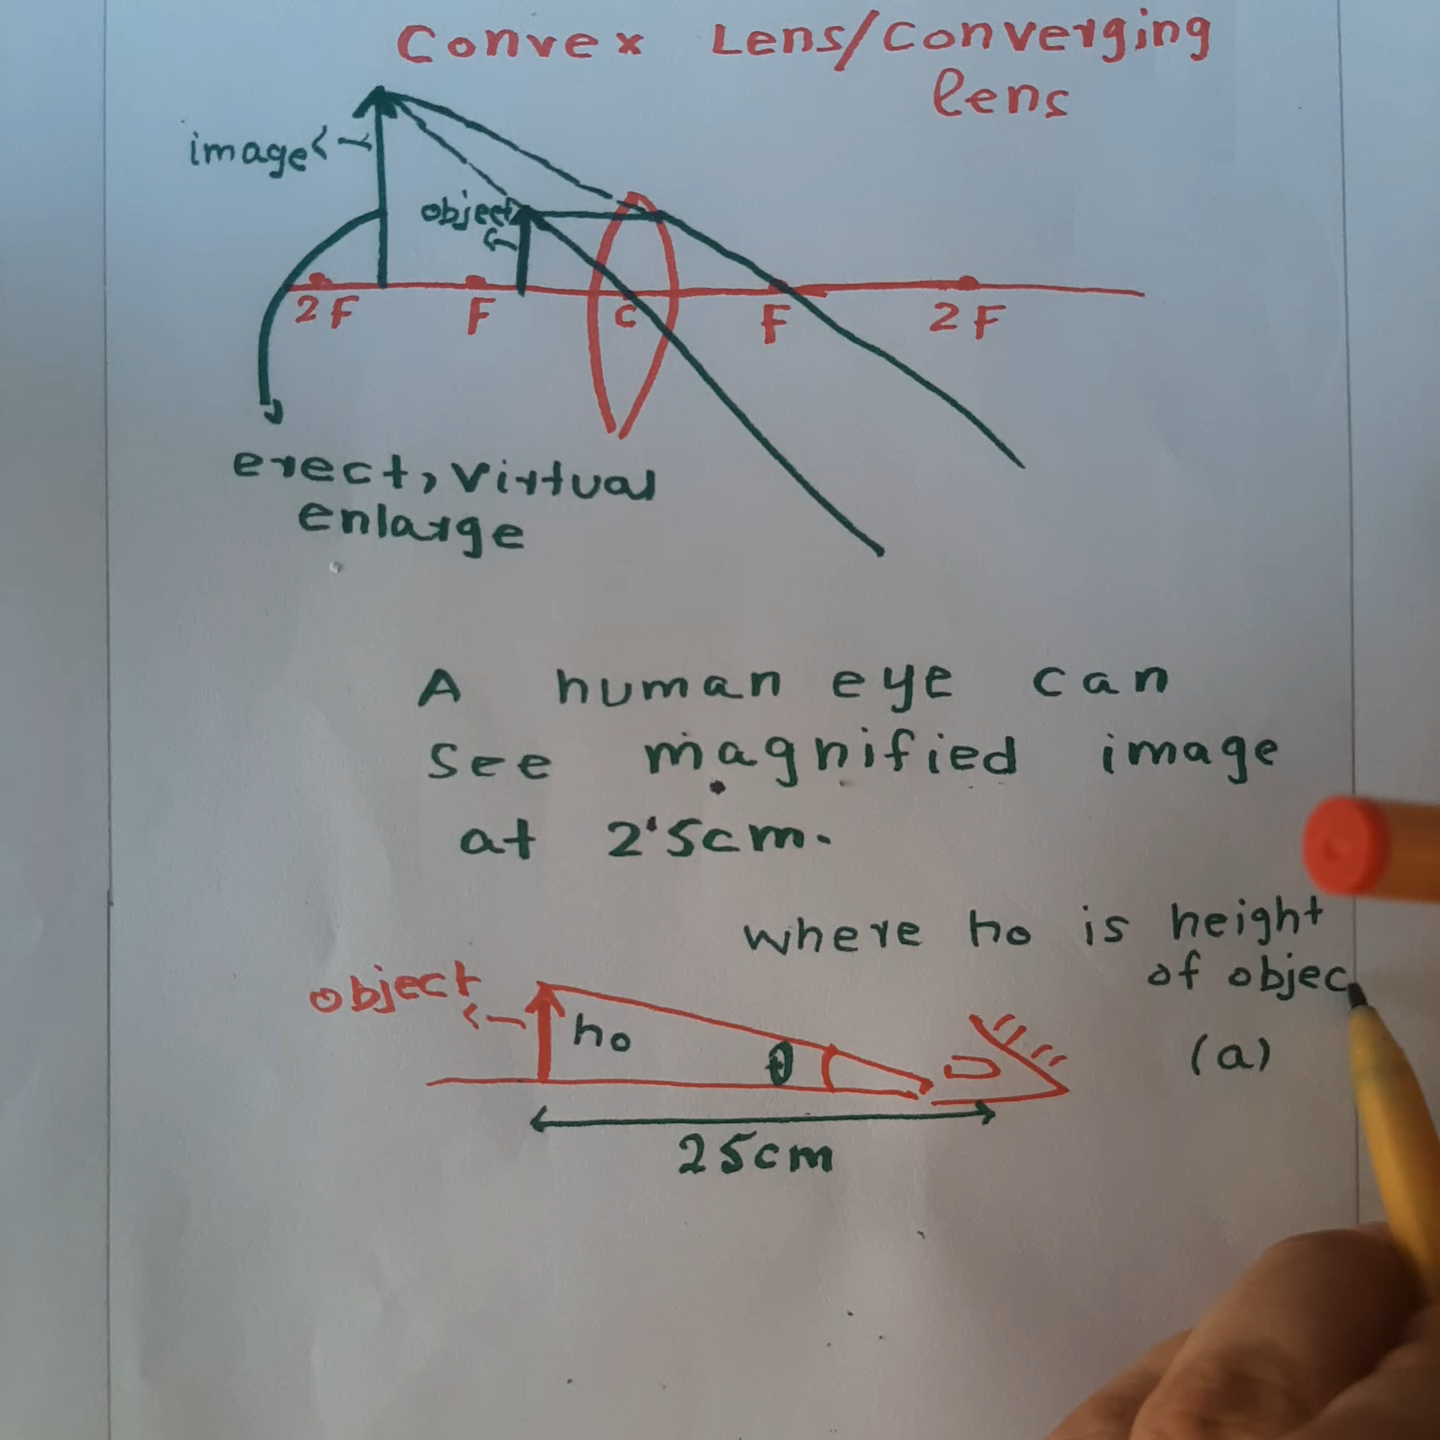 Convex Lens/Converging
lens
image
object
2F F C F 2F
erect, virtual
enlarge
A human eye can
see magnified image
at 2.5cm.
where ho is height
of objec
object
ho θ
(a)
25cm